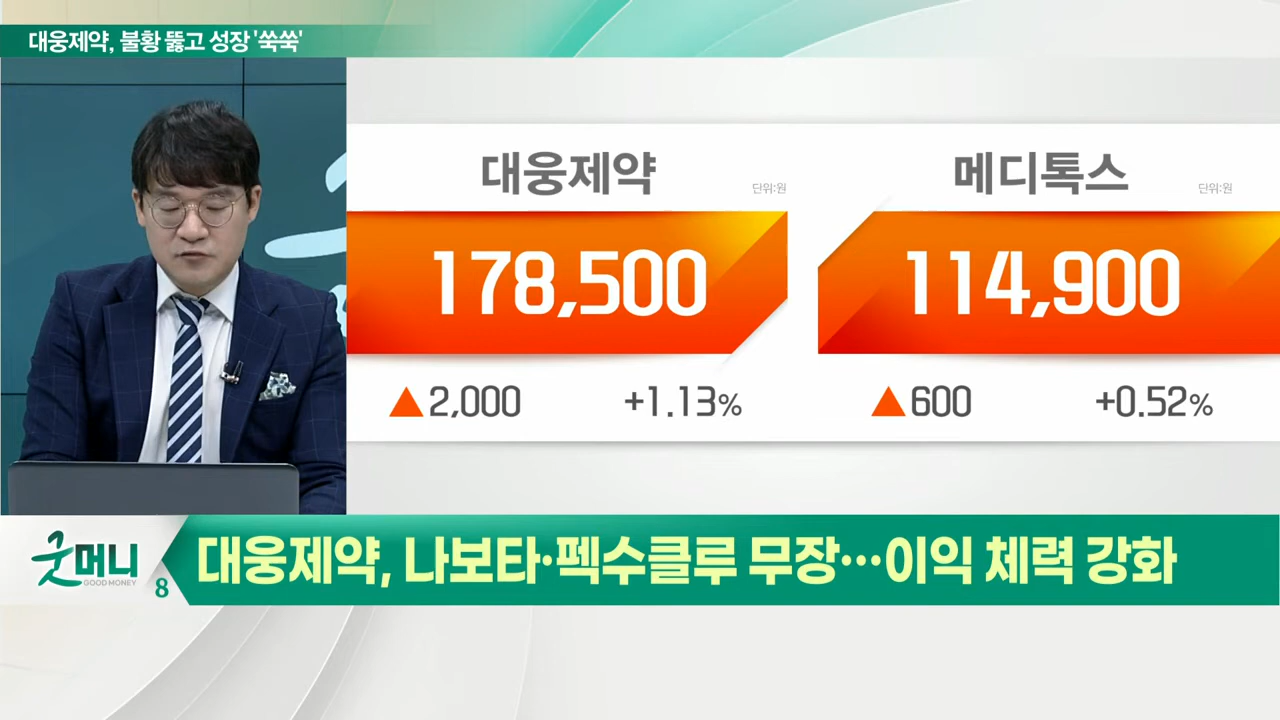 대웅제약, 불황 뚫고 성장 '쑥쑥'
대웅제약
단위:원
178,500
▲2,000 +1.13%
메디톡스
단위:원
114,900
▲600 +0.52%
굿머니
GOOD MONEY
8
대웅제약, 나보타·펙수클루 무장…이익 체력 강화